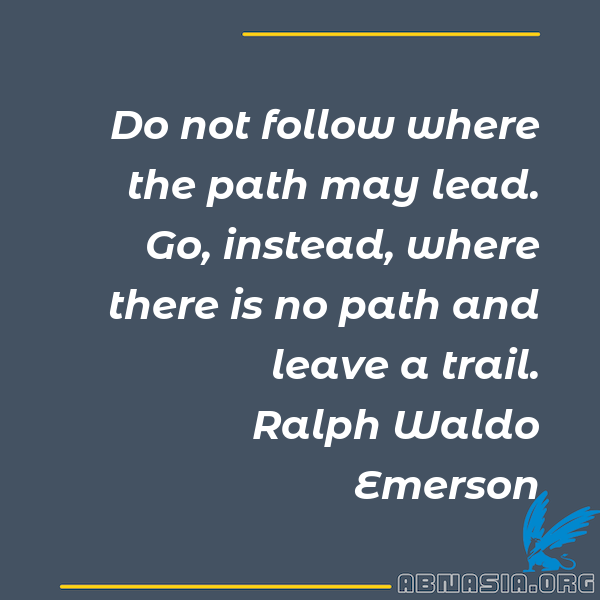 Do not follow where
the path may lead.
Go, instead, where
there is no path and
leave a trail.
Ralph Waldo
Emerson
ABNASIA.ORG